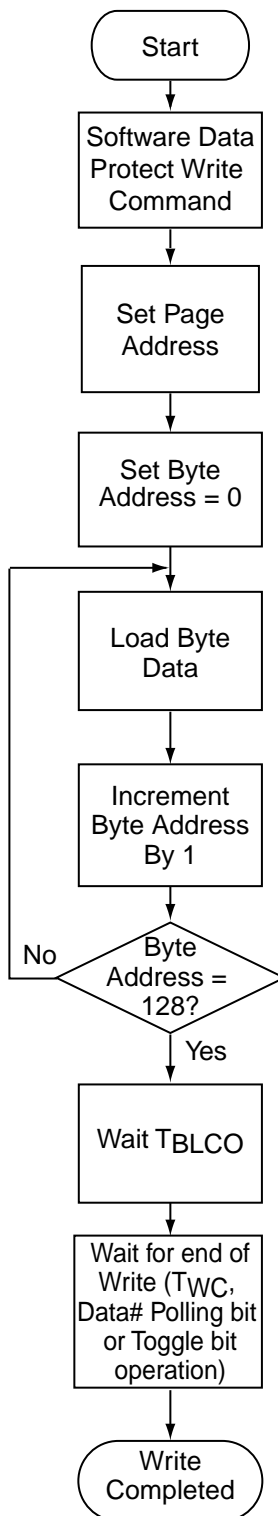 Start
Software Data
Protect Write
Command
Set Page
Address
Set Byte
Address = 0
Load Byte
Data
Increment
Byte Address
By 1
Byte
Address =
128?
No
Yes
Wait TBLCO
Wait for end of
Write (TWC,
Data# Polling bit
or Toggle bit
operation)
Write
Completed